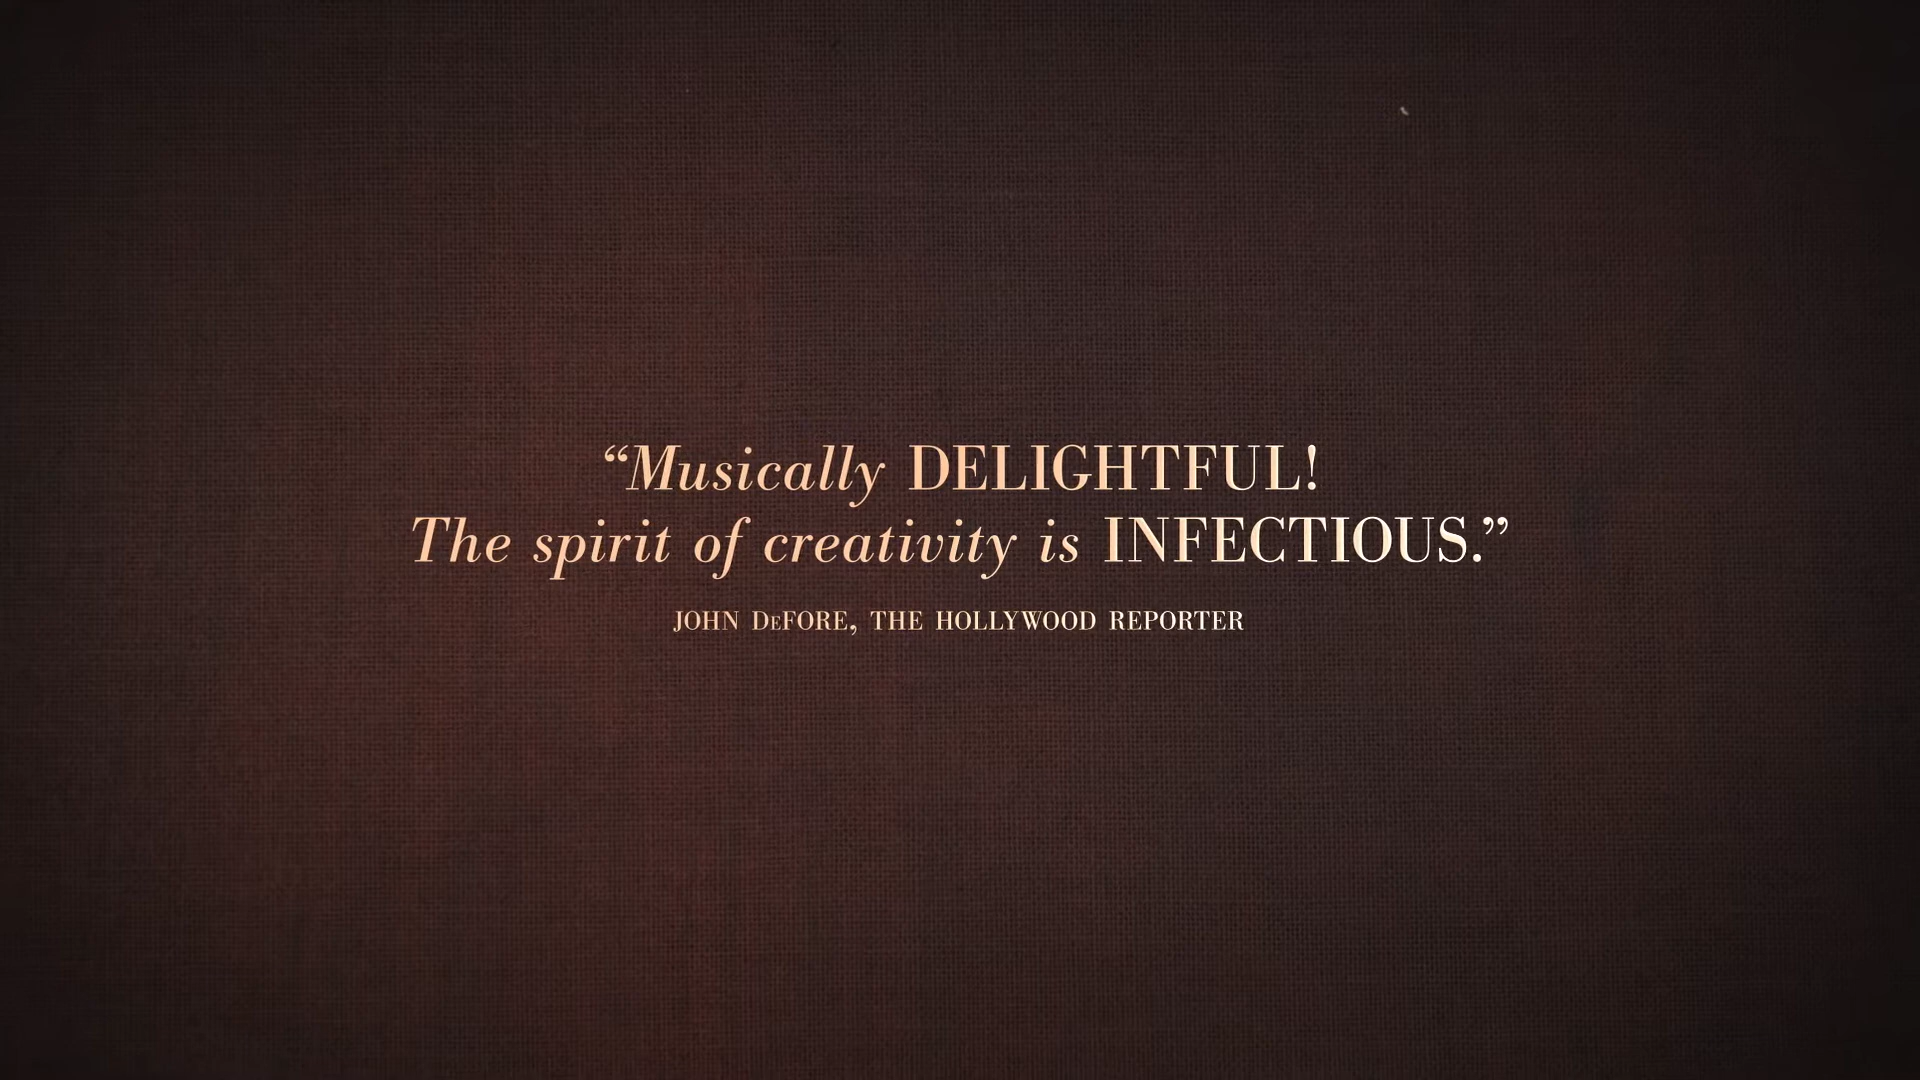 “Musically DELIGHTFUL!
The spirit of creativity is INFECTIOUS.”
JOHN DeFORE, THE HOLLYWOOD REPORTER